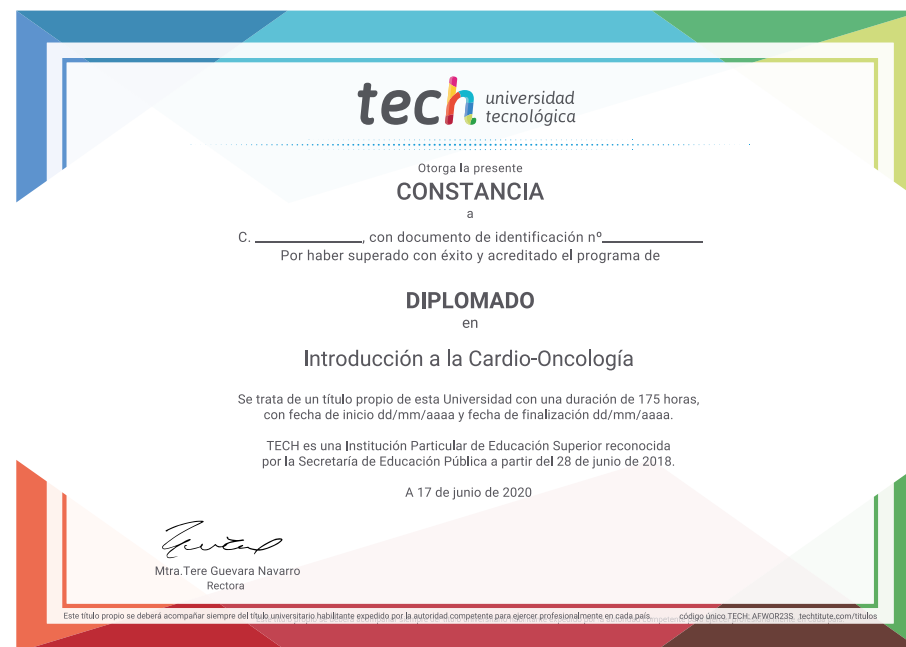 tech universidad
tecnológica
Otorga la presente
CONSTANCIA
a
C. ____________, con documento de identificación nº____________
Por haber superado con éxito y acreditado el programa de
DIPLOMADO
en
Introducción a la Cardio-Oncología
Se trata de un título propio de esta Universidad con una duración de 175 horas,
con fecha de inicio dd/mm/aaaa y fecha de finalización dd/mm/aaaa.
TECH es una Institución Particular de Educación Superior reconocida
por la Secretaría de Educación Pública a partir del 28 de junio de 2018.
A 17 de junio de 2020
Mtra.Tere Guevara Navarro
Rectora
Este título propio se deberá acompañar siempre del título universitario habilitante expedido por la autoridad competente para ejercer profesionalmente en cada país. código único TECH: AFWOR23S techtitute.com/titulos